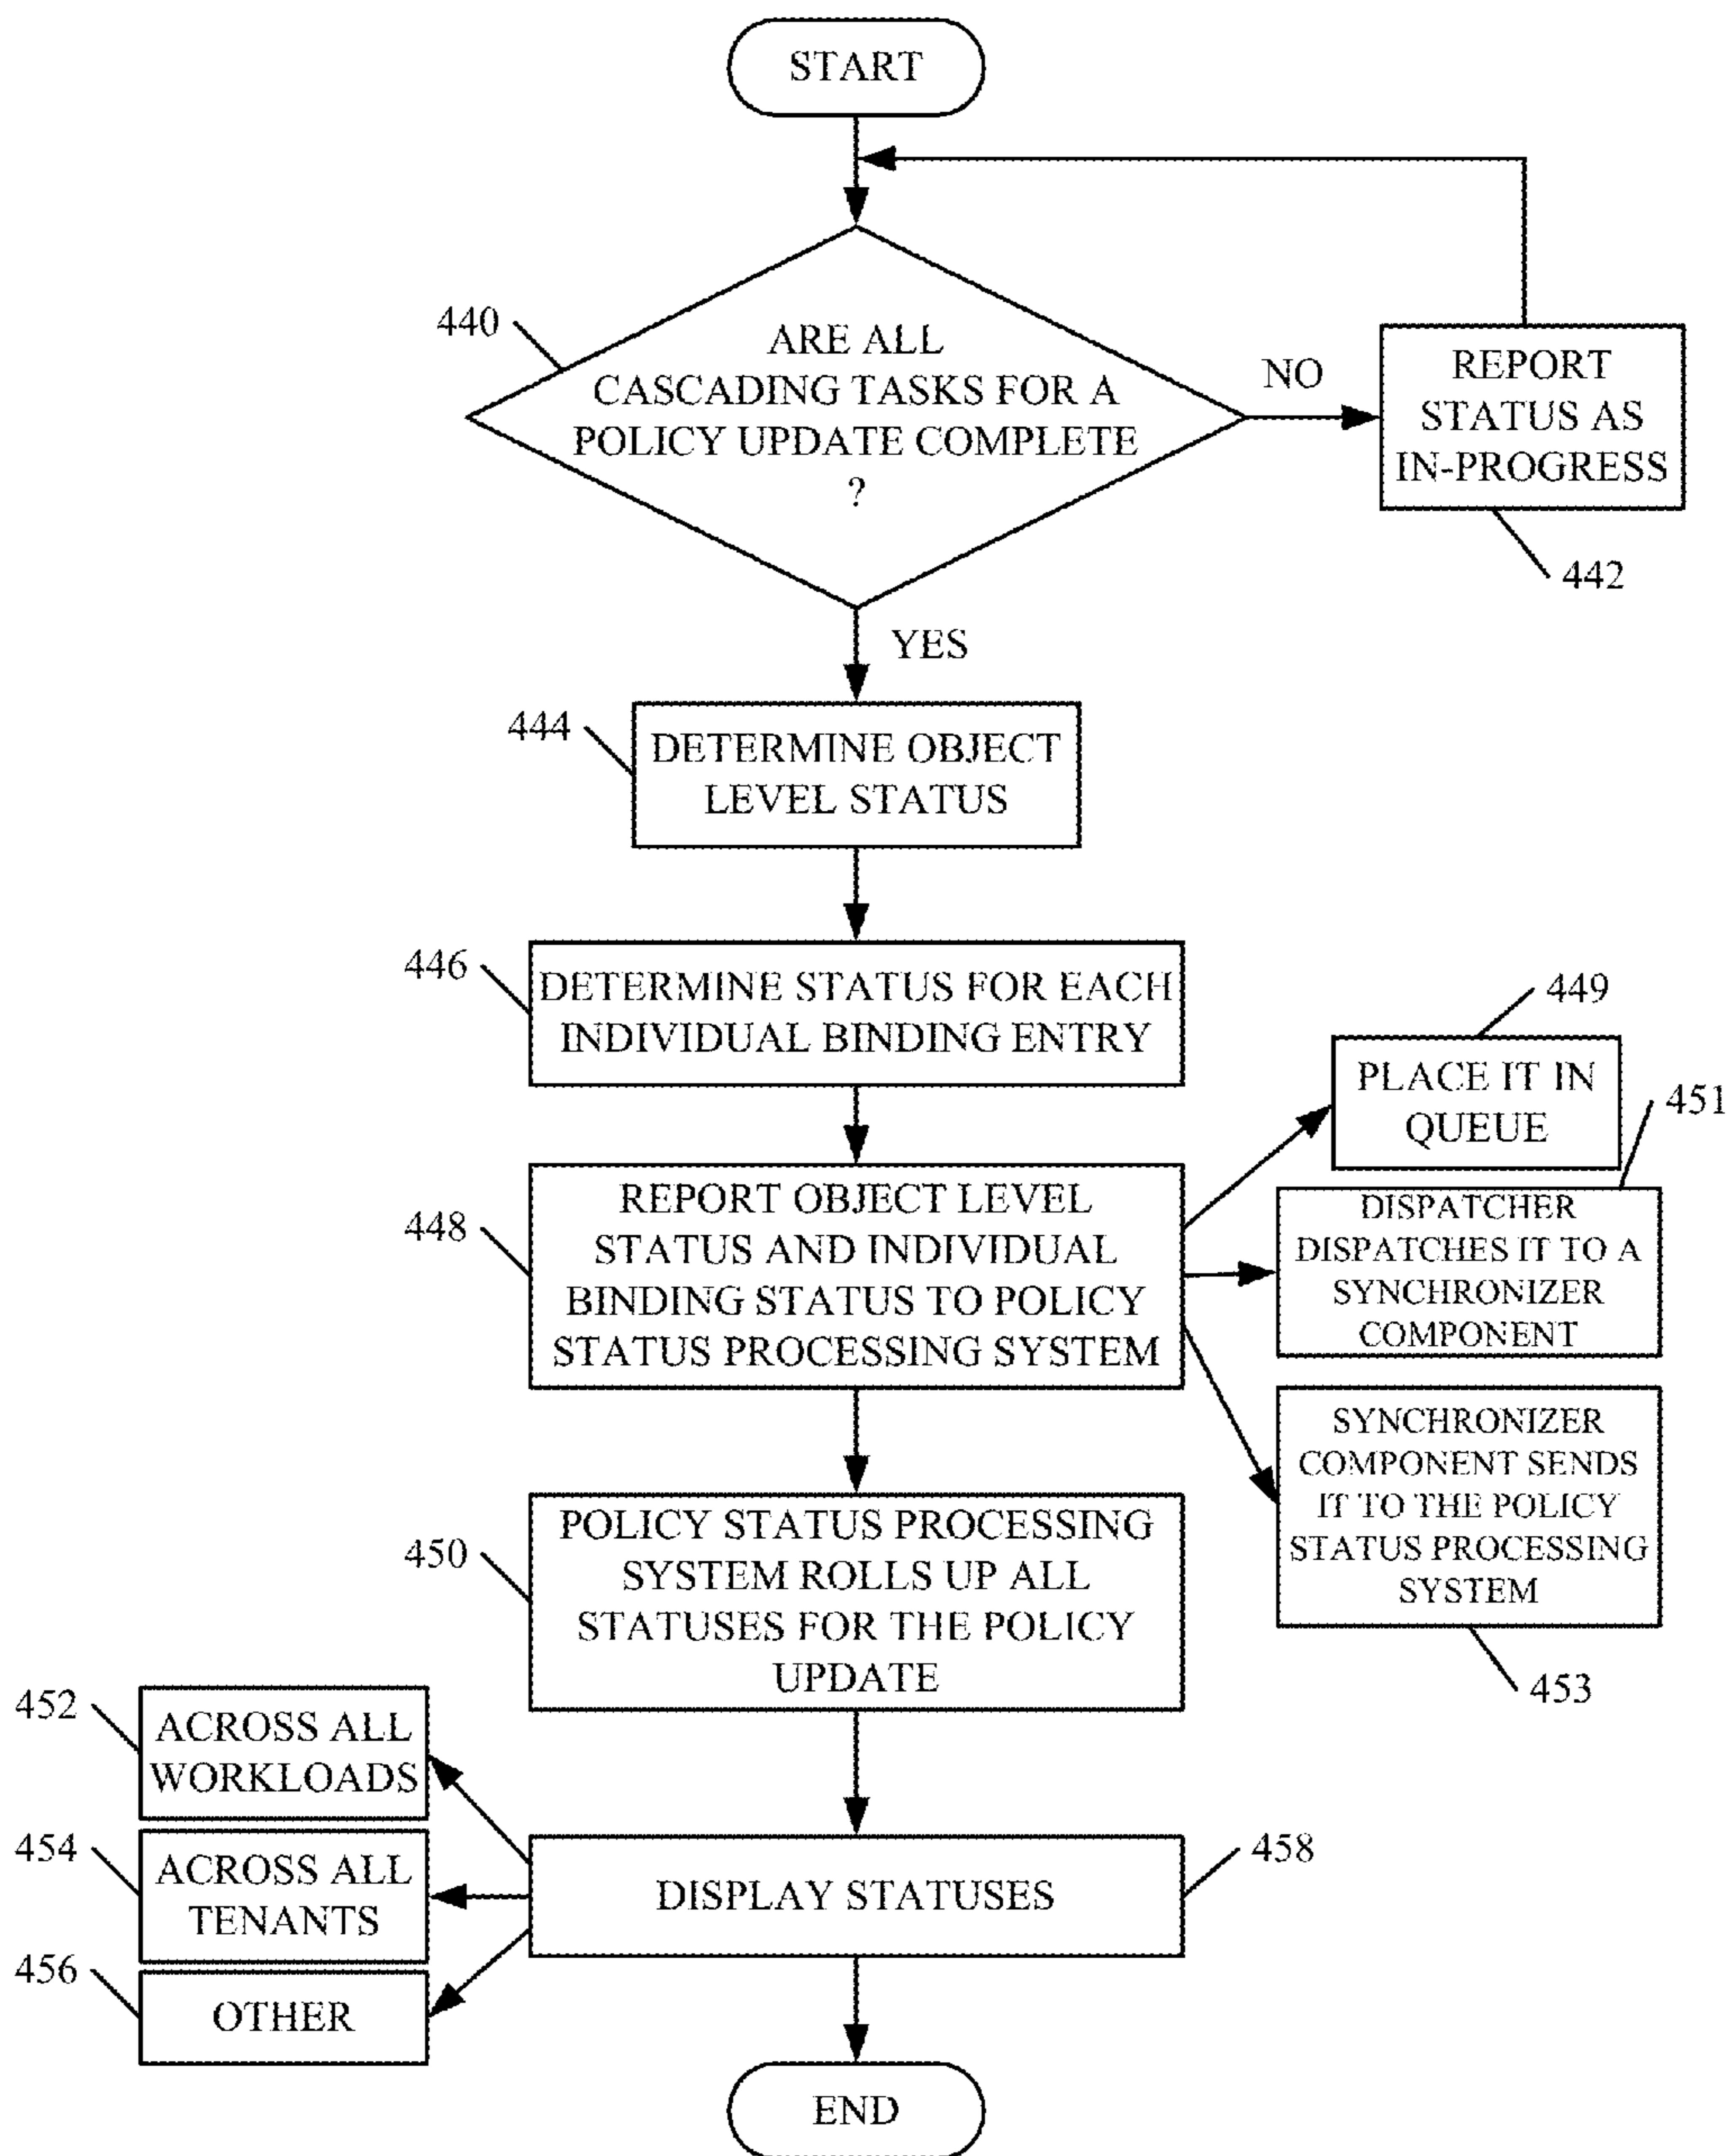 START
440
ARE ALL
CASCADING TASKS FOR A
POLICY UPDATE COMPLETE
?
NO
REPORT
STATUS AS
IN-PROGRESS
442
YES
444
DETERMINE OBJECT
LEVEL STATUS
446
DETERMINE STATUS FOR EACH
INDIVIDUAL BINDING ENTRY
448
REPORT OBJECT LEVEL
STATUS AND INDIVIDUAL
BINDING STATUS TO POLICY
STATUS PROCESSING SYSTEM
449
PLACE IT IN
QUEUE
451
DISPATCHER
DISPATCHES IT TO A
SYNCHRONIZER
COMPONENT
SYNCHRONIZER
COMPONENT SENDS
IT TO THE POLICY
STATUS PROCESSING
SYSTEM
453
450
POLICY STATUS PROCESSING
SYSTEM ROLLS UP ALL
STATUSES FOR THE POLICY
UPDATE
452
ACROSS ALL
WORKLOADS
454
ACROSS ALL
TENANTS
456
OTHER
DISPLAY STATUSES
458
END